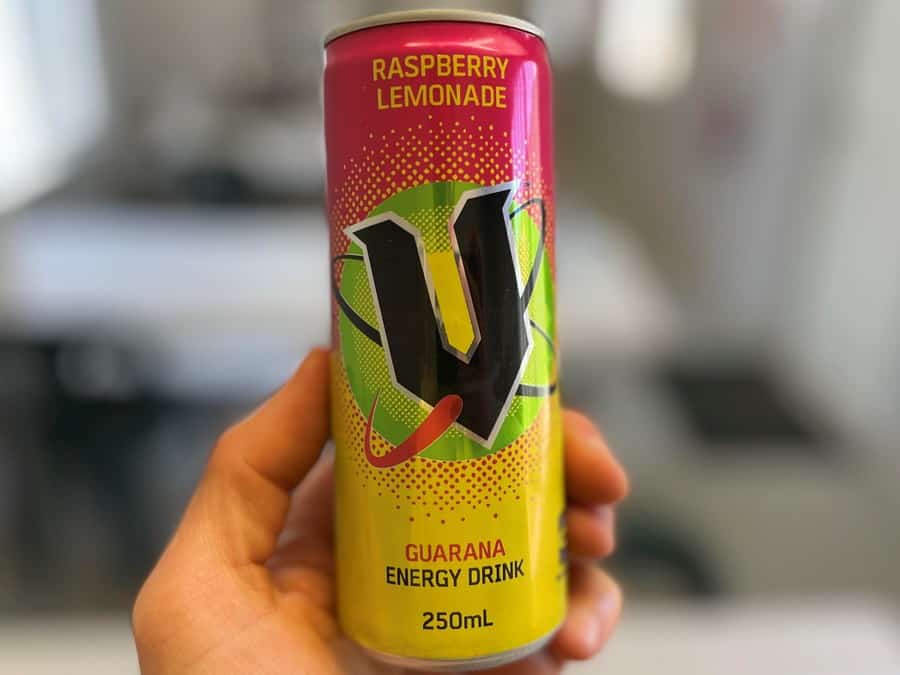 RASPBERRY
LEMONADE
V
GUARANA
ENERGY DRINK
250mL